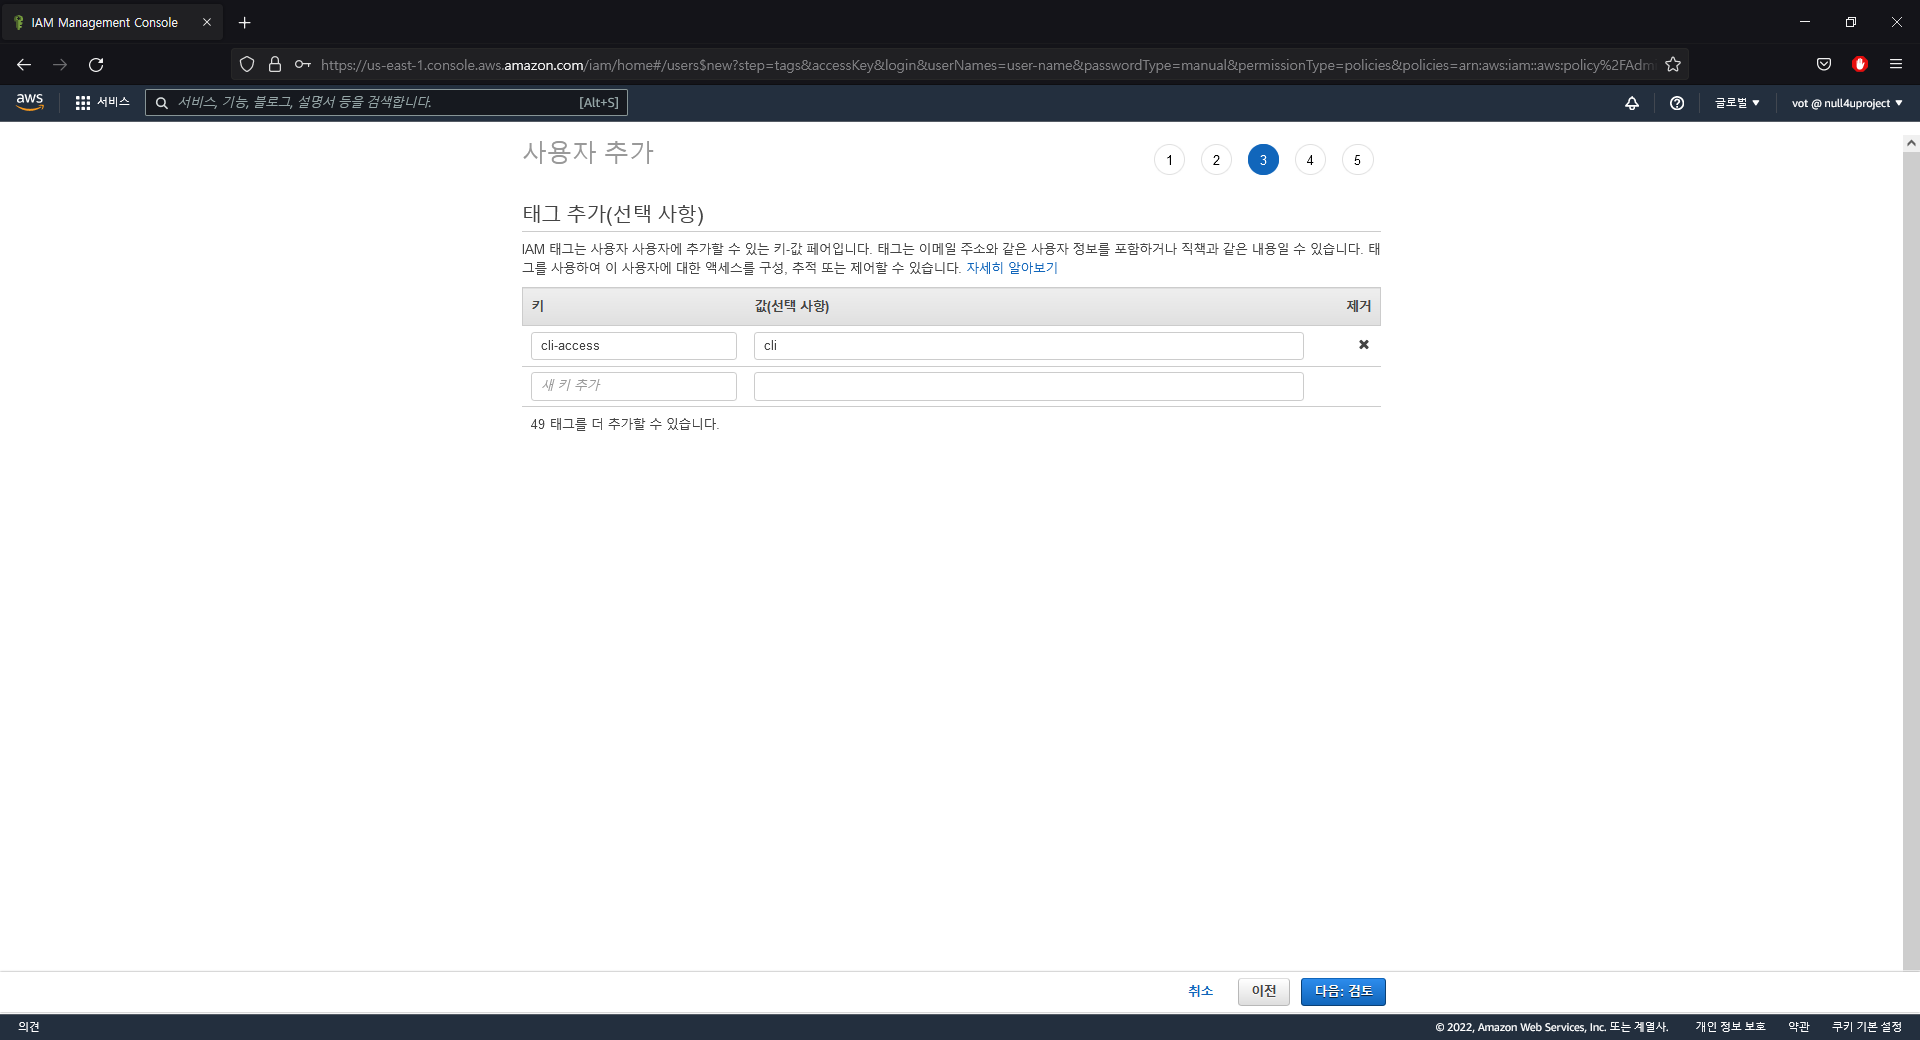 IAM Management Console
https://us-east-1.console.aws.amazon.com/iam/home#/users$new?step=tags&accessKey&login&userNames=user-name&passwordType=manual&permissionType=policies&policies=arn:aws:iam::aws:policy%2FAdm
aws
서비스
서비스, 기능, 블로그, 설명서 등을 검색합니다.
[Alt+S]
글로벌 ▼
vot @ null4uproject ▼
사용자 추가
1 2 3 4 5
태그 추가(선택 사항)
IAM 태그는 사용자 사용자에 추가할 수 있는 키-값 페어입니다. 태그는 이메일 주소와 같은 사용자 정보를 포함하거나 직책과 같은 내용일 수 있습니다. 태
그를 사용하여 이 사용자에 대한 액세스를 구성, 추적 또는 제어할 수 있습니다. 자세히 알아보기
키 값(선택 사항) 제거
cli-access cli
새 키 추가
49 태그를 더 추가할 수 있습니다.
취소 이전 다음: 검토
의견
© 2022, Amazon Web Services, Inc. 또는 계열사. 개인 정보 보호 약관 쿠키 기본 설정